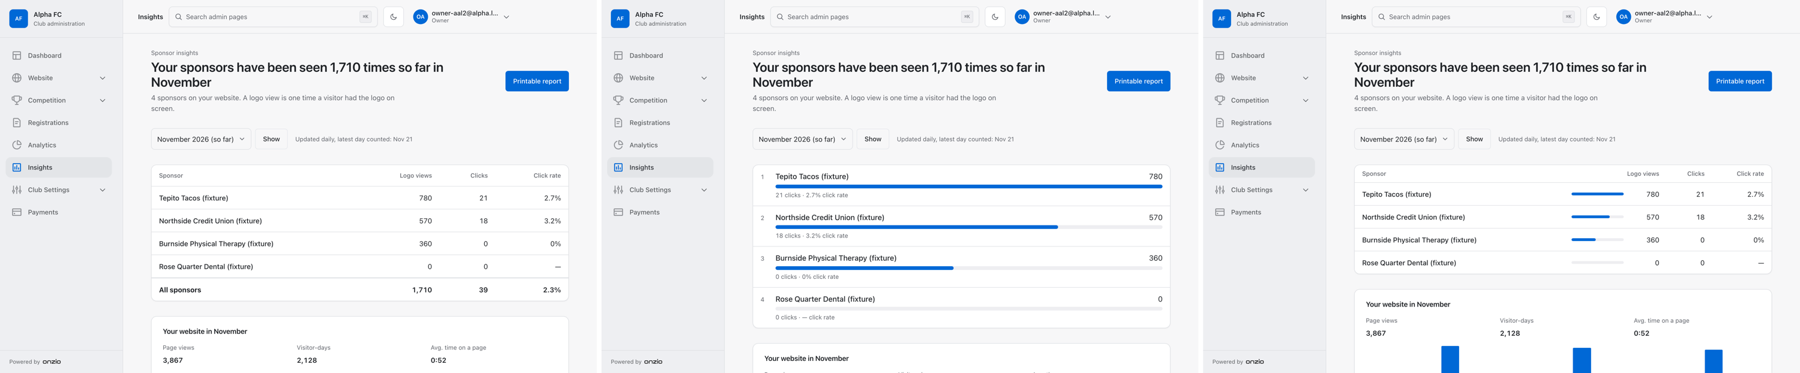 AF
Alpha FC
Club administration
Dashboard
Website
Competition
Registrations
Analytics
Insights
Club Settings
Payments
Powered by onzio
Insights
Search admin pages
⌘K
OA
owner-aal2@alpha.l...
Owner
Sponsor insights
Your sponsors have been seen 1,710 times so far in
November
4 sponsors on your website. A logo view is one time a visitor had the logo on
screen.
Printable report
November 2026 (so far)
Show
Updated daily, latest day counted: Nov 21
Sponsor Logo views Clicks Click rate
Tepito Tacos (fixture) 780 21 2.7%
Northside Credit Union (fixture) 570 18 3.2%
Burnside Physical Therapy (fixture) 360 0 0%
Rose Quarter Dental (fixture) 0 0 —
All sponsors 1,710 39 2.3%
Your website in November
Page views Visitor-days Avg. time on a page
3,867 2,128 0:52
AF
Alpha FC
Club administration
Dashboard
Website
Competition
Registrations
Analytics
Insights
Club Settings
Payments
Powered by onzio
Insights
Search admin pages
⌘K
OA
owner-aal2@alpha.l...
Owner
Sponsor insights
Your sponsors have been seen 1,710 times so far in
November
4 sponsors on your website. A logo view is one time a visitor had the logo on
screen.
Printable report
November 2026 (so far)
Show
Updated daily, latest day counted: Nov 21
1 Tepito Tacos (fixture) 780
21 clicks · 2.7% click rate
2 Northside Credit Union (fixture) 570
18 clicks · 3.2% click rate
3 Burnside Physical Therapy (fixture) 360
0 clicks · 0% click rate
4 Rose Quarter Dental (fixture) 0
0 clicks · — click rate
Your website in November
AF
Alpha FC
Club administration
Dashboard
Website
Competition
Registrations
Analytics
Insights
Club Settings
Payments
Powered by onzio
Insights
Search admin pages
⌘K
OA
owner-aal2@alpha.l...
Owner
Sponsor insights
Your sponsors have been seen 1,710 times so far in
November
4 sponsors on your website. A logo view is one time a visitor had the logo on
screen.
Printable report
November 2026 (so far)
Show
Updated daily, latest day counted: Nov 21
Sponsor Logo views Clicks Click rate
Tepito Tacos (fixture) 780 21 2.7%
Northside Credit Union (fixture) 570 18 3.2%
Burnside Physical Therapy (fixture) 360 0 0%
Rose Quarter Dental (fixture) 0 0 —
Your website in November
Page views Visitor-days Avg. time on a page
3,867 2,128 0:52